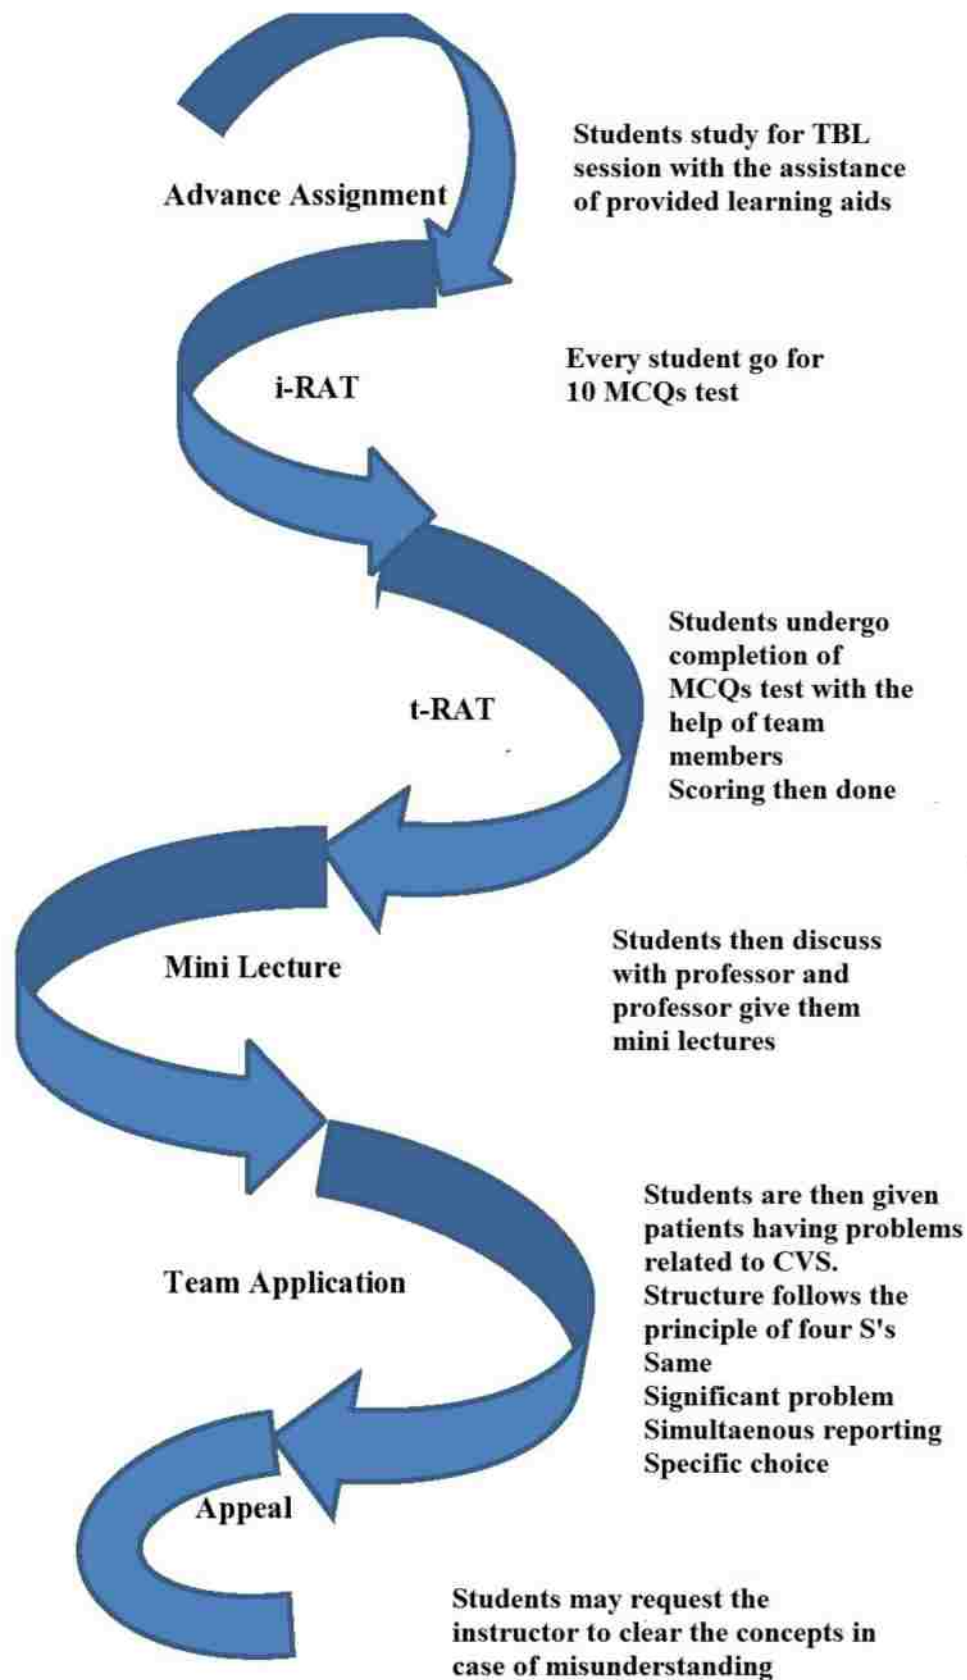 Students study for TBL
session with the assistance
of provided learning aids
Advance Assignment
Every student go for
10 MCQs test
i-RAT
Students undergo
completion of
MCQs test with the
help of team
members
Scoring then done
t-RAT
Students then discuss
with professor and
professor give them
mini lectures
Mini Lecture
Students are then given
patients having problems
related to CVS.
Structure follows the
principle of four S's
Same
Significant problem
Simultaenous reporting
Specific choice
Team Application
Appeal
Students may request the
instructor to clear the concepts in
case of misunderstanding